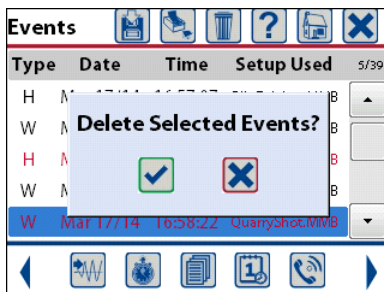 Events
Type Date Time Setup Used 5/39
H
W
Delete Selected Events?
H
W
W Mar 17/14 16:58:22 QuarryShot.MMB